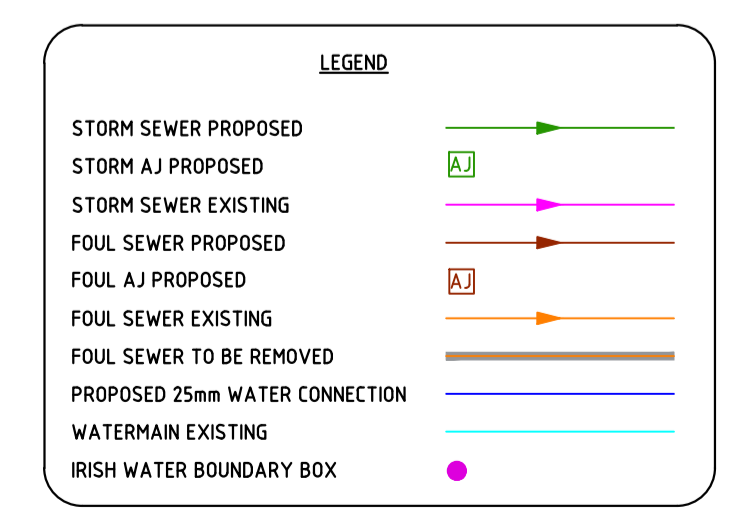 LEGEND
STORM SEWER PROPOSED
STORM AJ PROPOSED AJ
STORM SEWER EXISTING
FOUL SEWER PROPOSED
FOUL AJ PROPOSED AJ
FOUL SEWER EXISTING
FOUL SEWER TO BE REMOVED
PROPOSED 25mm WATER CONNECTION
WATERMAIN EXISTING
IRISH WATER BOUNDARY BOX